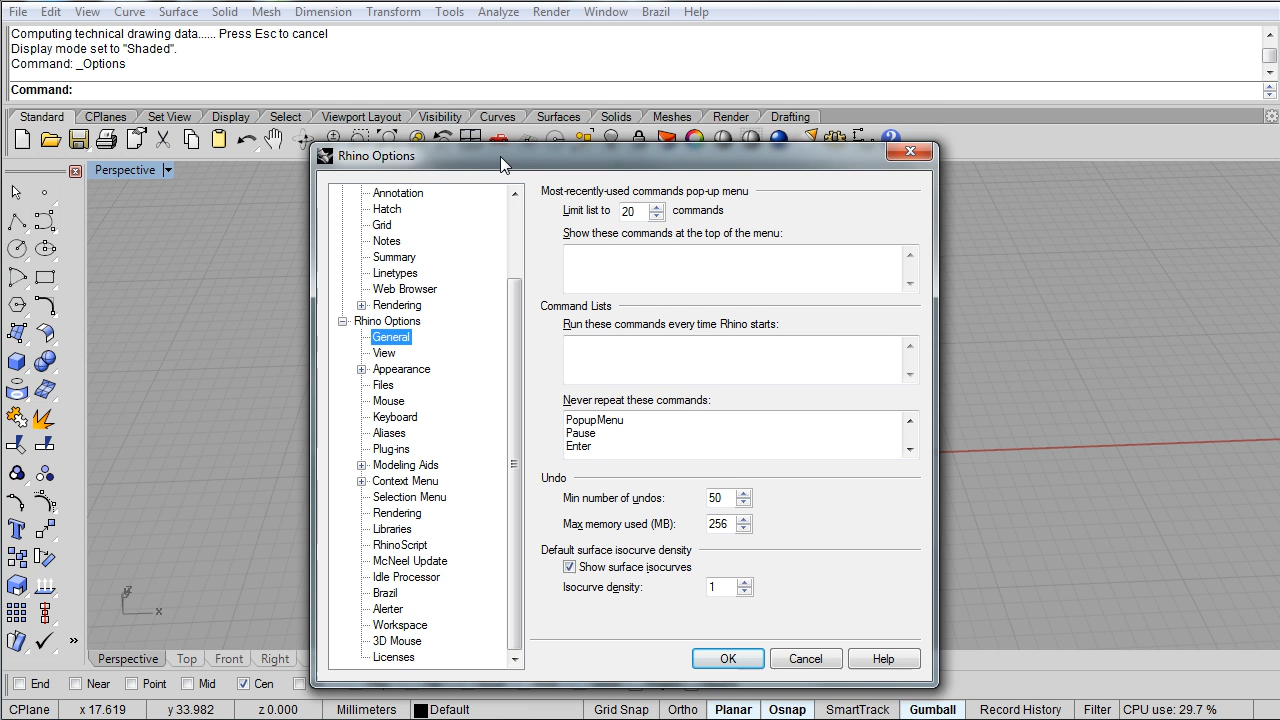 File Edit View Curve Surface Solid Mesh Dimension Transform Tools Analyze Render Window Brazil Help
Computing technical drawing data...... Press Esc to cancel
Display mode set to "Shaded".
Command: _Options
Command:
Standard CPlanes Set View Display Select Viewport Layout Visibility Curves Surfaces Solids Meshes Render Drafting
Perspective
Rhino Options
Annotation
Hatch
Grid
Notes
Summary
Linetypes
Web Browser
Rendering
Rhino Options
General
View
Appearance
Files
Mouse
Keyboard
Aliases
Plug-ins
Modeling Aids
Context Menu
Selection Menu
Rendering
Libraries
RhinoScript
McNeel Update
Idle Processor
Brazil
Alerter
Workspace
3D Mouse
Licenses
Most-recently-used commands pop-up menu
Limit list to 20 commands
Show these commands at the top of the menu:
Command Lists
Run these commands every time Rhino starts:
Never repeat these commands:
PopupMenu
Pause
Enter
Undo
Min number of undos: 50
Max memory used (MB): 256
Default surface isocurve density
Show surface isocurves
Isocurve density: 1
OK Cancel Help
y
x
Perspective Top Front Right
End Near Point Mid Cen
CPlane x 17.619 y 33.982 z 0.000 Millimeters Default Grid Snap Ortho Planar Osnap SmartTrack Gumball Record History Filter CPU use: 29.7 %